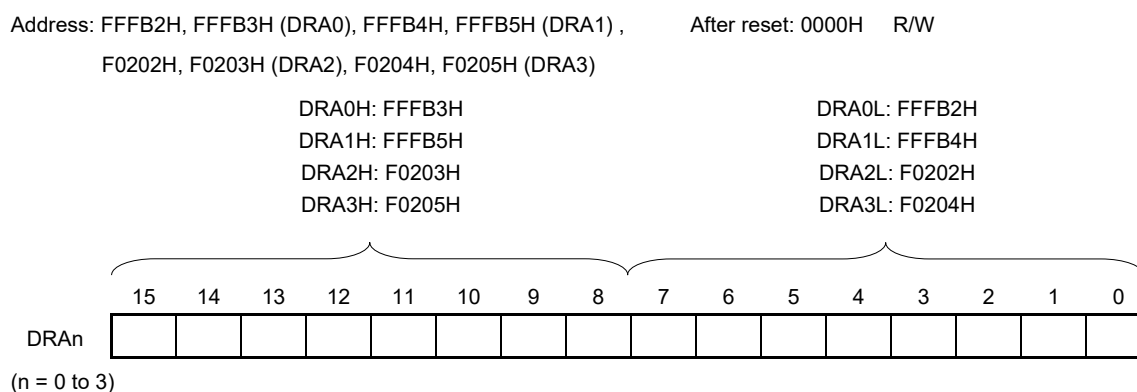 Address: FFFB2H, FFFB3H (DRA0), FFFB4H, FFFB5H (DRA1) , After reset: 0000H R/W
F0202H, F0203H (DRA2), F0204H, F0205H (DRA3)
DRA0H: FFFB3H DRA0L: FFFB2H
DRA1H: FFFB5H DRA1L: FFFB4H
DRA2H: F0203H DRA2L: F0202H
DRA3H: F0205H DRA3L: F0204H
15 14 13 12 11 10 9 8 7 6 5 4 3 2 1 0
DRAn
(n = 0 to 3)